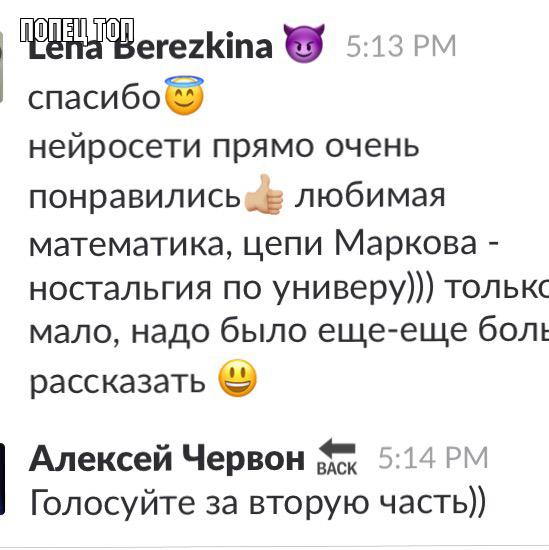 ПОПЕЦ ТОП
Lena Berezkina 😈 5:13 PM
спасибо😇
нейросети прямо очень
понравились👍🏼 любимая
математика, цепи Маркова -
ностальгия по универу))) только
мало, надо было еще-еще
рассказать 😃
Алексей Червон 🔙 5:14 PM
Голосуйте за вторую часть))